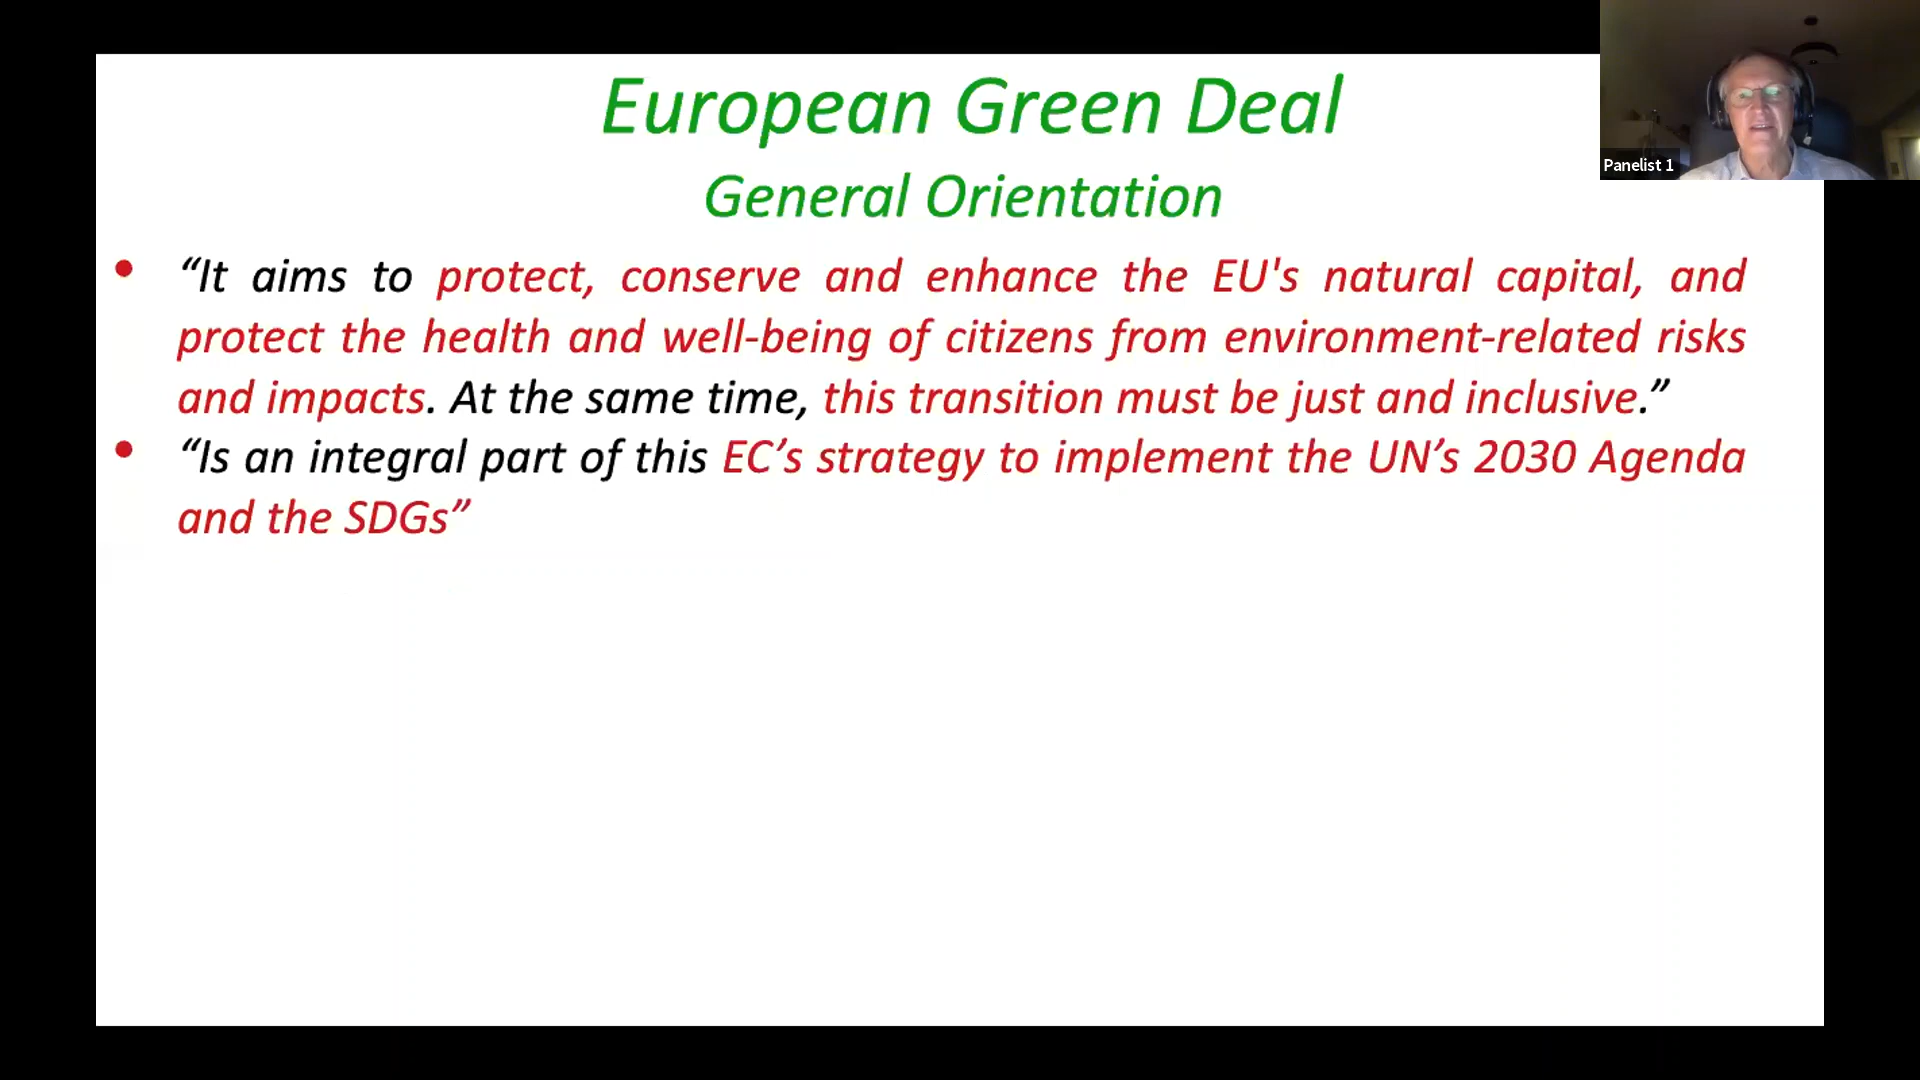 European Green Deal
General Orientation
• “It aims to protect, conserve and enhance the EU's natural capital, and
protect the health and well-being of citizens from environment-related risks
and impacts. At the same time, this transition must be just and inclusive.”
• “Is an integral part of this EC’s strategy to implement the UN’s 2030 Agenda
and the SDGs”
Panelist 1